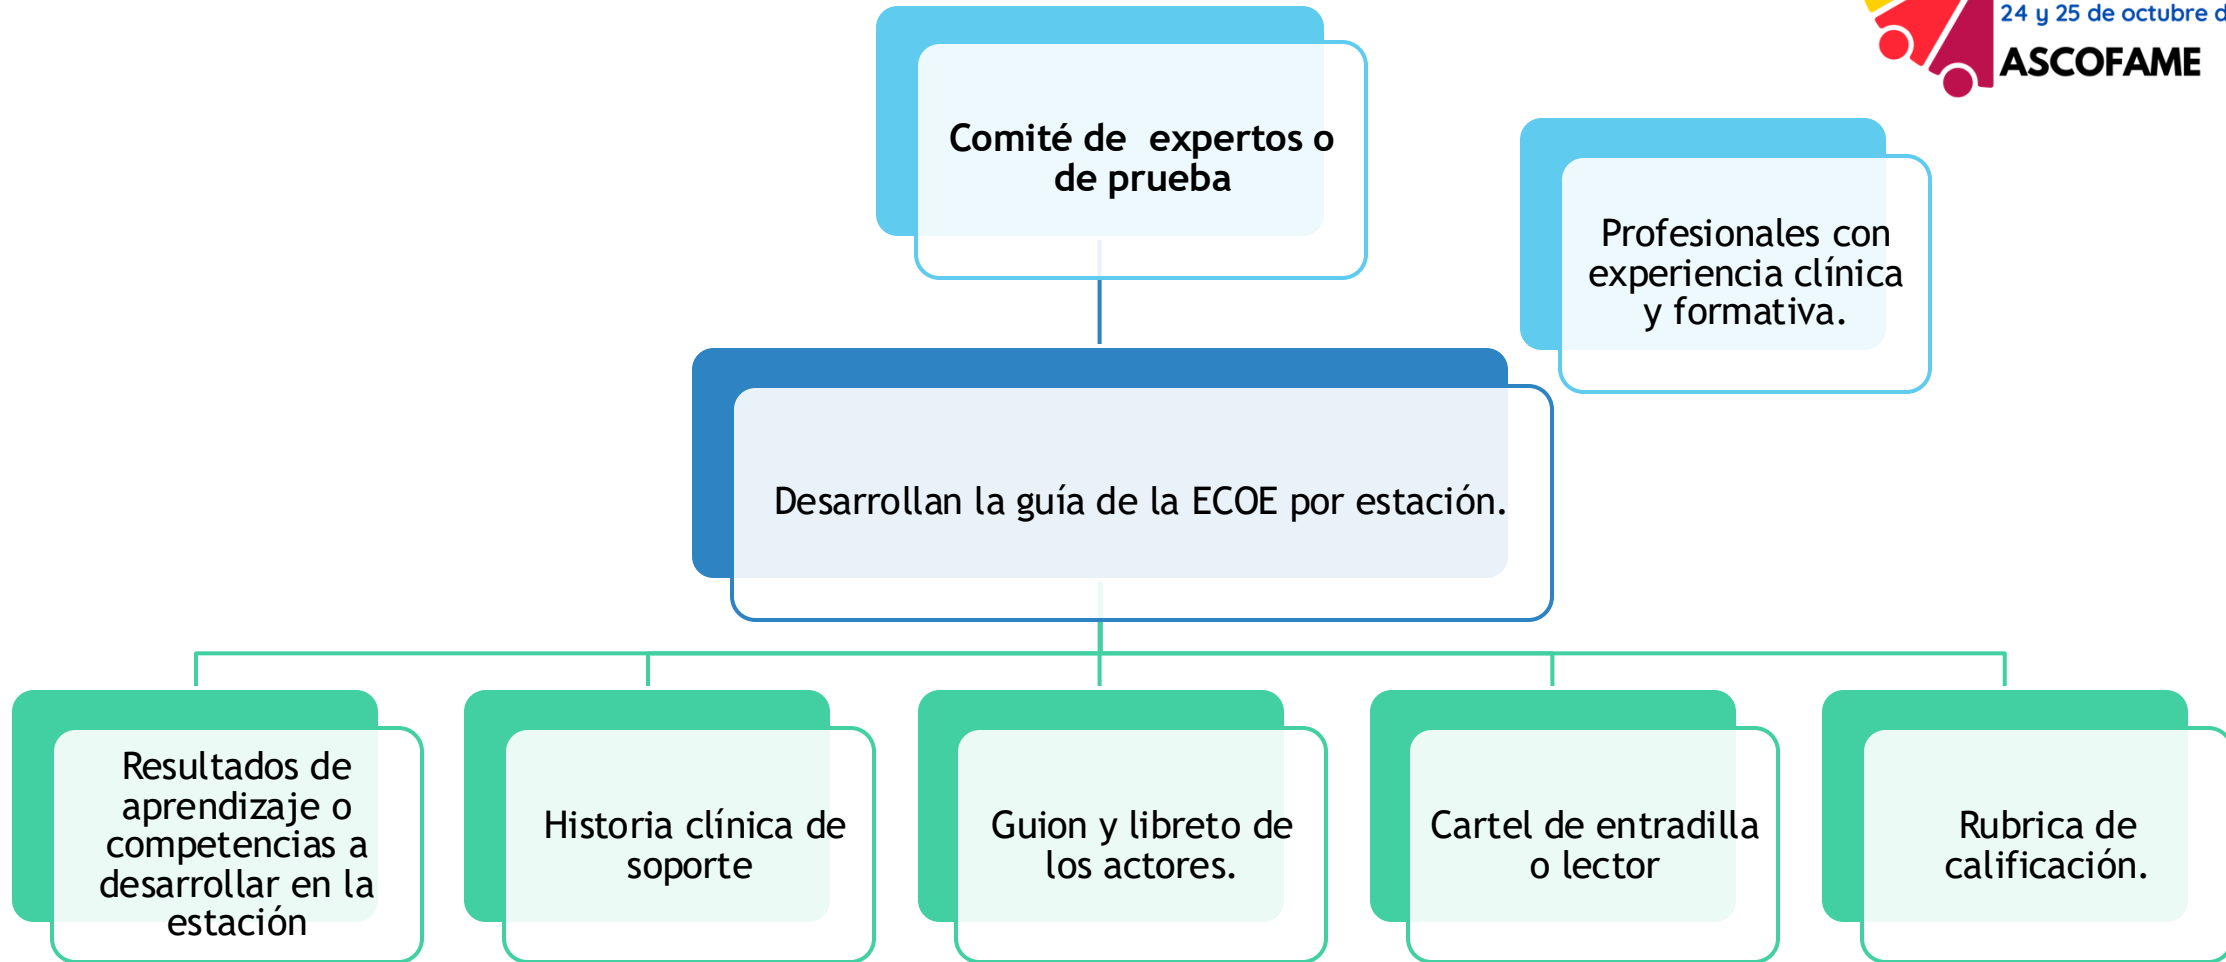 24 y 25 de octubre d
ASCOFAME
Comité de expertos o
de prueba
Profesionales con
experiencia clínica
y formativa.
Desarrollan la guía de la ECOE por estación.
Resultados de
aprendizaje o
competencias a
desarrollar en la
estación
Historia clínica de
soporte
Guion y libreto de
los actores.
Cartel de entradilla
o lector
Rubrica de
calificación.